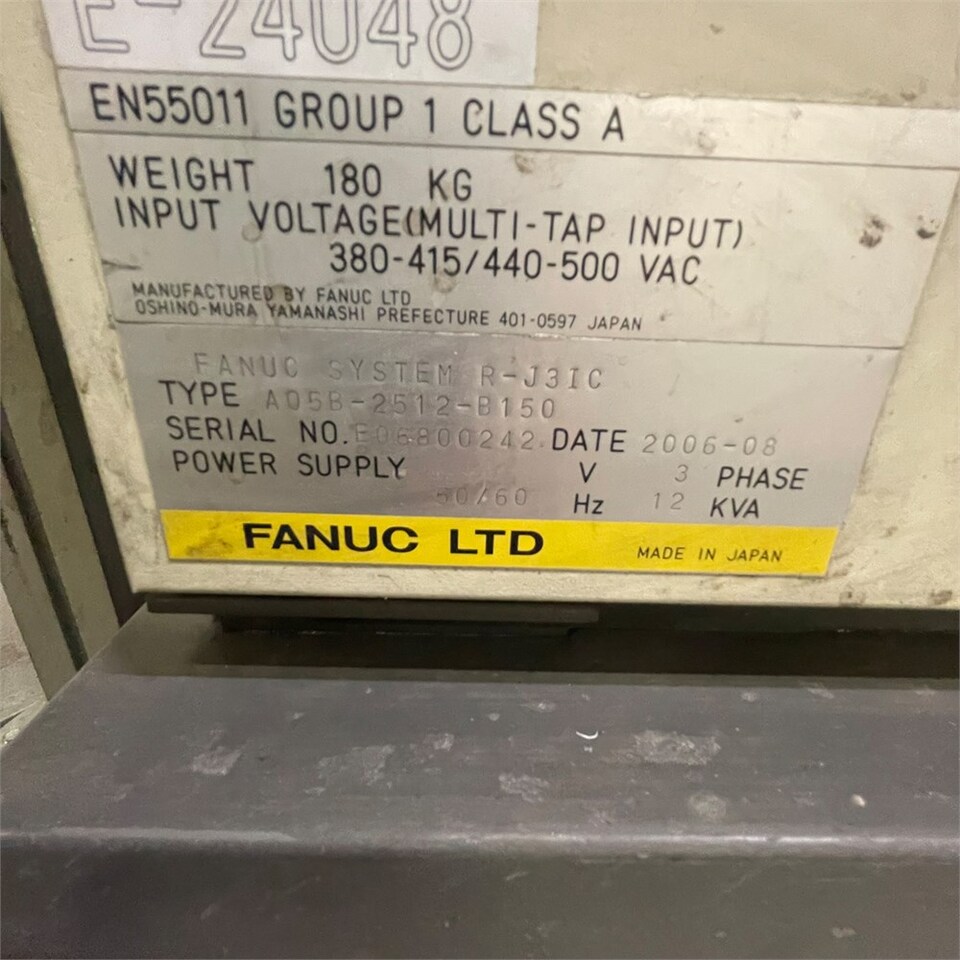 E-24048
EN55011 GROUP 1 CLASS A
WEIGHT 180 KG
INPUT VOLTAGE(MULTI-TAP INPUT)
380-415/440-500 VAC
MANUFACTURED BY FANUC LTD
OSHINO-MURA YAMANASHI PREFECTURE 401-0597 JAPAN
FANUC SYSTEM R-J3IC
TYPE A05B-2512-B150
SERIAL NO. E06800242 DATE 2006-08
POWER SUPPLY V 3 PHASE
50/60 Hz 12 KVA
FANUC LTD MADE IN JAPAN